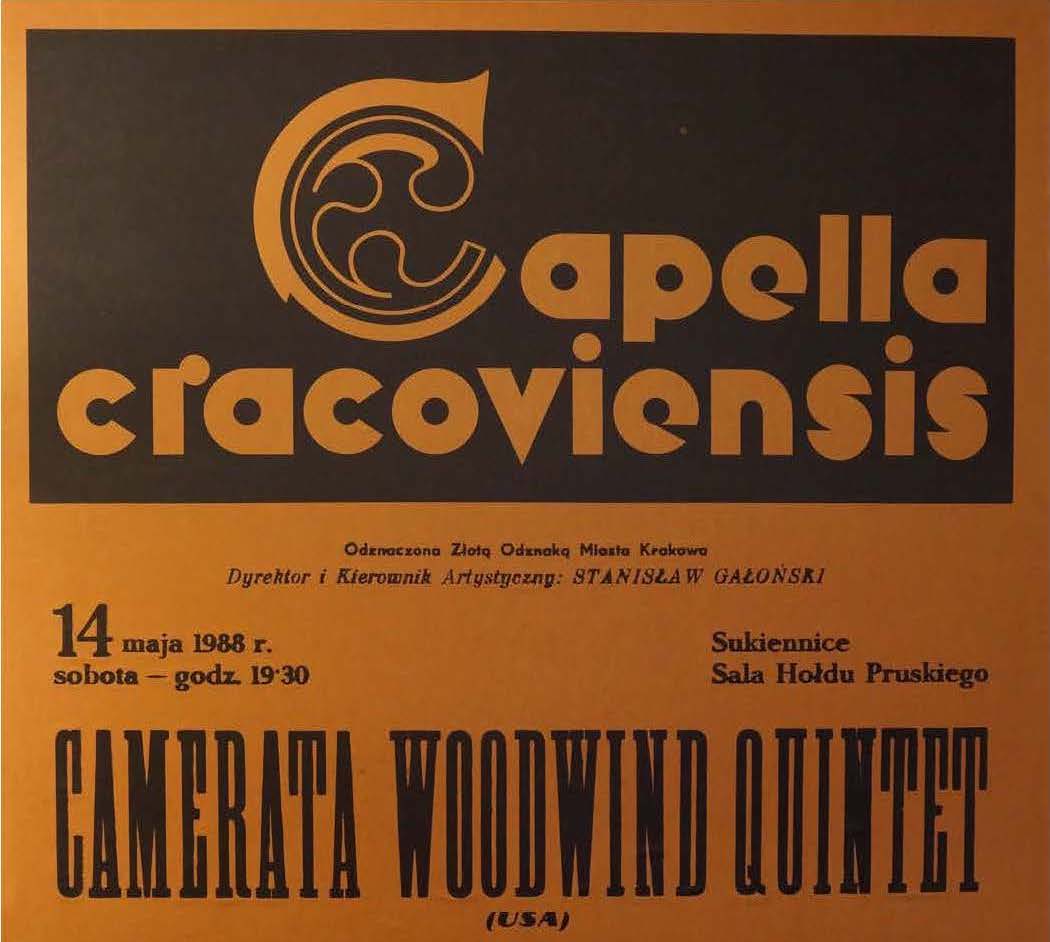 Capella
cracoviensis
Odznaczona Złotą Odznaką Miasta Krakowa
Dyrektor i Kierownik Artystyczny: STANISŁAW GAŁOŃSKI
14 maja 1988 r.
sobota — godz. 19·30
Sukiennice
Sala Hołdu Pruskiego
CAMERATA WOODWIND QUINTET
(USA)